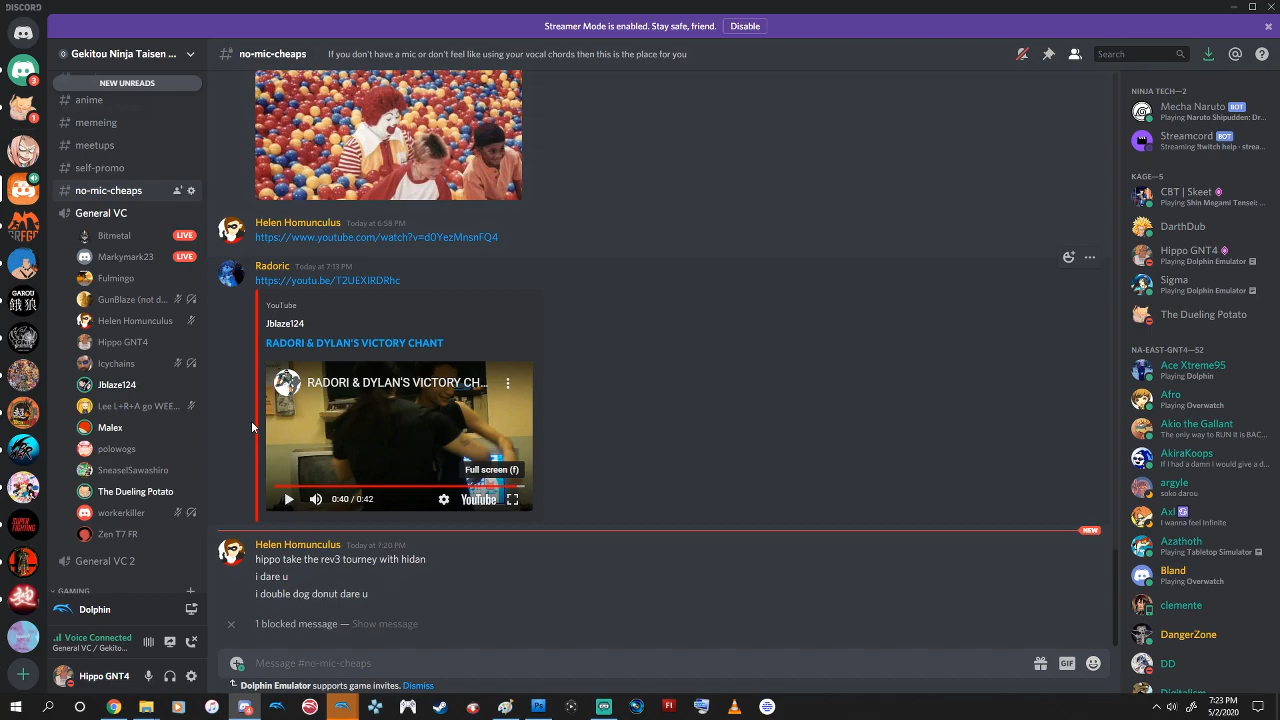 DISCORD
Streamer Mode is enabled. Stay safe, friend. Disable
Gekitou Ninja Taisen ...
no-mic-cheaps
If you don't have a mic or don't feel like using your vocal chords then this is the place for you
Search
NEW UNREADS
anime
memeing
meetups
self-promo
no-mic-cheaps
General VC
Bitmetal LIVE
Markymark23 LIVE
Fulmingo
GunBlaze (not d...
Helen Homunculus
Hippo GNT4
Icychains
Jblaze124
Lee L+R+A go WEE...
Malex
polowogs
SneaselSawashiro
The Dueling Potato
workerkiller
Zen T7 FR
General VC 2
GAMING
Dolphin
Voice Connected
General VC / Gekito...
Hippo GNT4
3
1
GAROU
SUPER FIGHTING
Helen Homunculus Today at 6:58 PM
https://www.youtube.com/watch?v=d0YezMnsnFQ4
Radoric Today at 7:13 PM
https://youtu.be/T2UEXIRDRhc
YouTube
Jblaze124
RADORI & DYLAN'S VICTORY CHANT
RADORI & DYLAN'S VICTORY CH...
Full screen (f)
0:40 / 0:42
YouTube
NEW
Helen Homunculus Today at 7:20 PM
hippo take the rev3 tourney with hidan
i dare u
i double dog donut dare u
1 blocked message — Show message
Message #no-mic-cheaps
GIF
Dolphin Emulator supports game invites. Dismiss
NINJA TECH—2
Mecha Naruto BOT
Playing Naruto Shipuden: Dr...
Streamcord BOT
Streaming !twitch help · strea...
KAGE—5
CBT | Skeet
Playing Shin Megami Tensei: ...
DarthDub
Hippo GNT4
Playing Dolphin Emulator
Sigma
Playing Dolphin Emulator
The Dueling Potato
NA-EAST-GNT4—52
Ace Xtreme95
Playing Dolphin
Afro
Playing Overwatch
Akio the Gallant
The only way to RUN it is BAC...
AkiraKoops
If I had a damn I would give a d...
argyle
soko darou
Axl
I wanna feel Infinite
Azathoth
Playing Tabletop Simulator
Bland
Playing Overwatch
clemente
DangerZone
DD
Digitalism
7:23 PM
5/2/2020